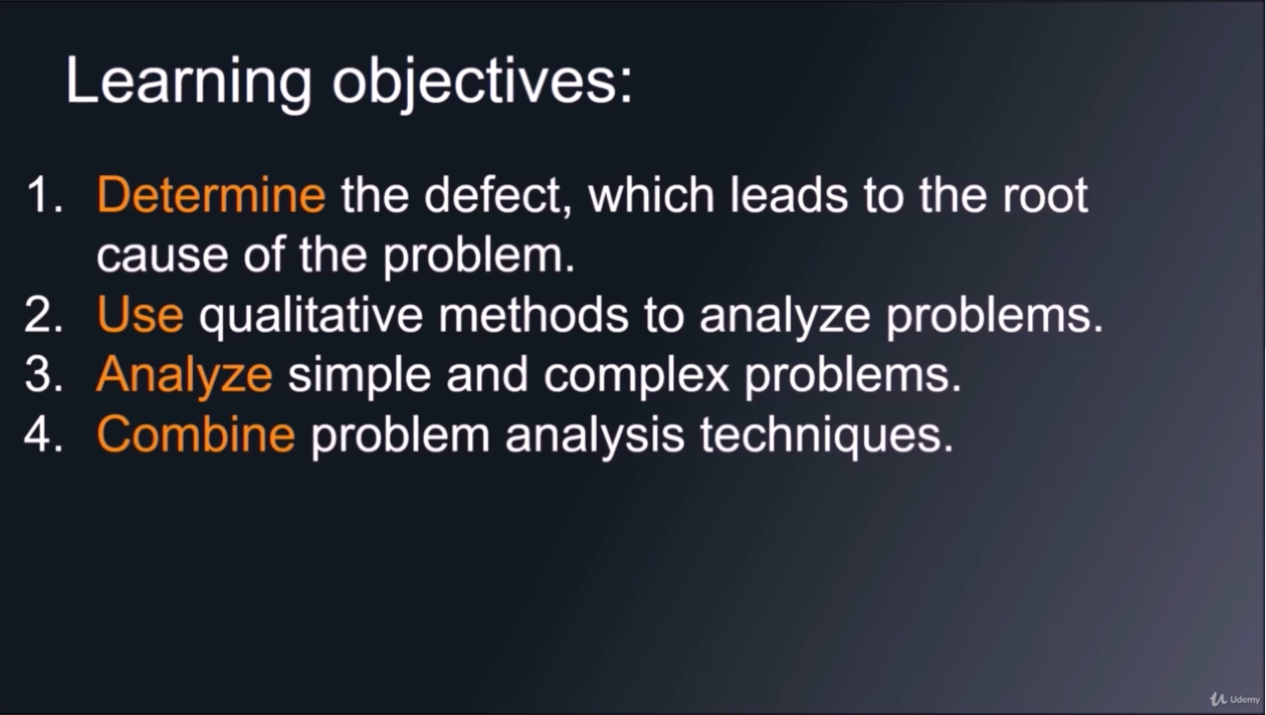 Learning objectives:
1. Determine the defect, which leads to the root
cause of the problem.
2. Use qualitative methods to analyze problems.
3. Analyze simple and complex problems.
4. Combine problem analysis techniques.
Udemy